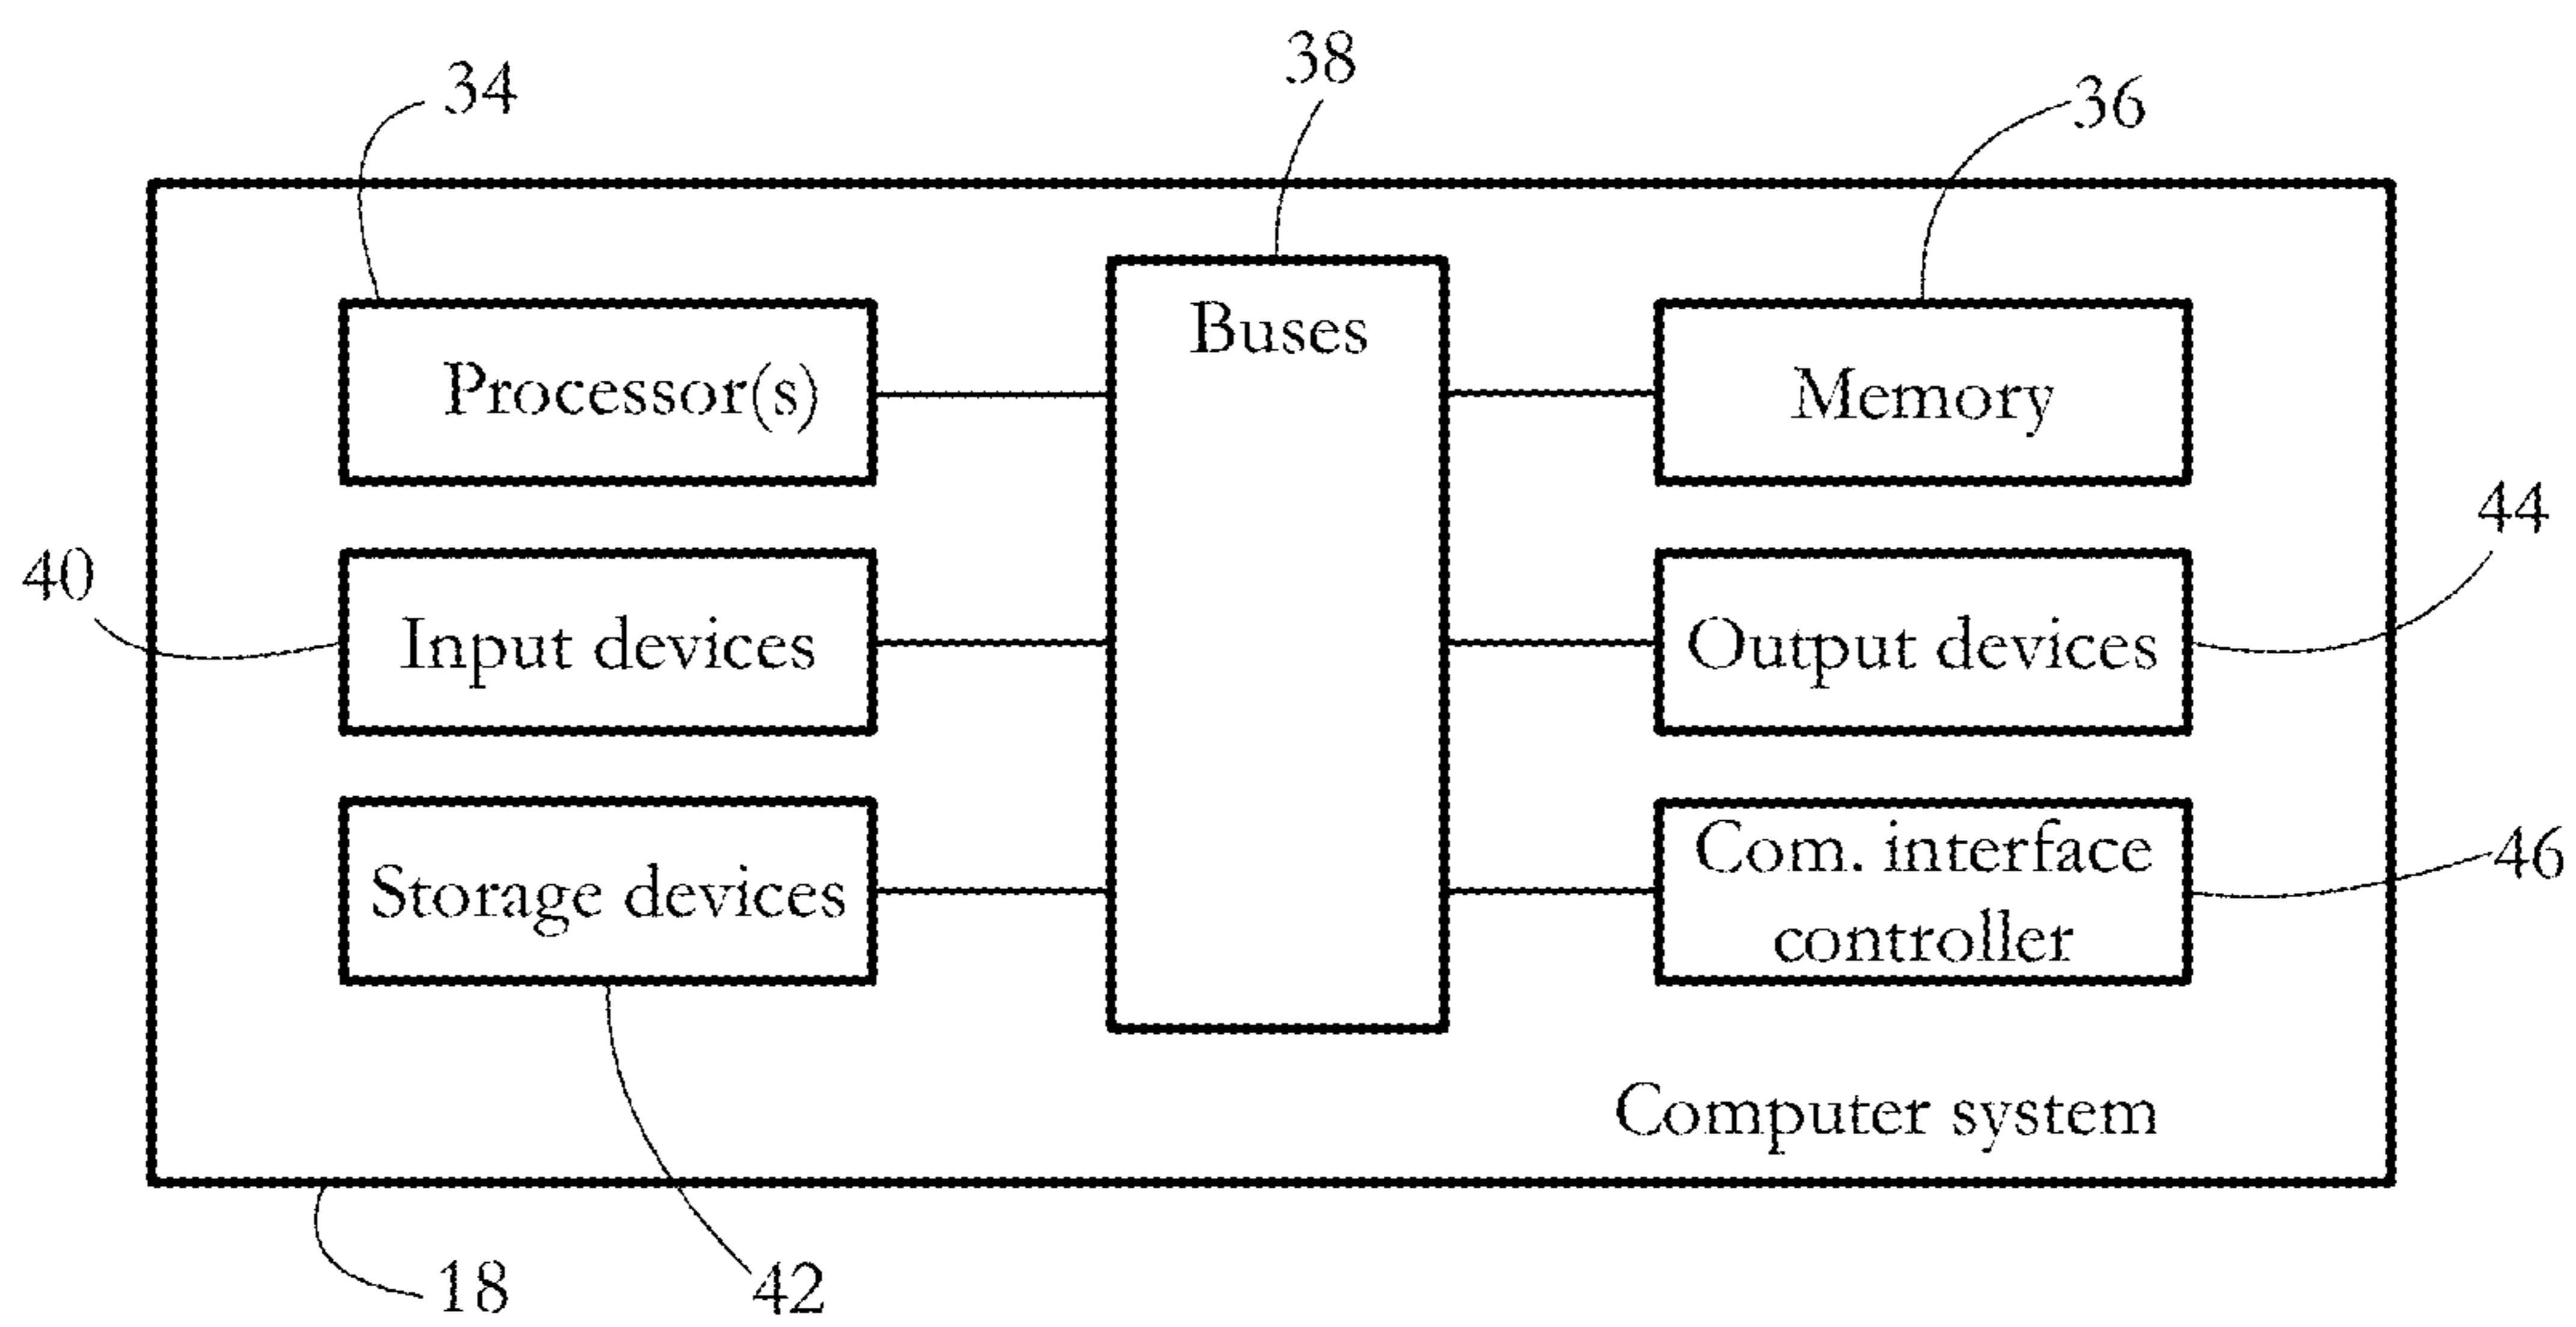 38
34
36
Buses
Processor(s)
Memory
44
40
Input devices
Output devices
Com. interface
controller
46
Storage devices
Computer system
18
42